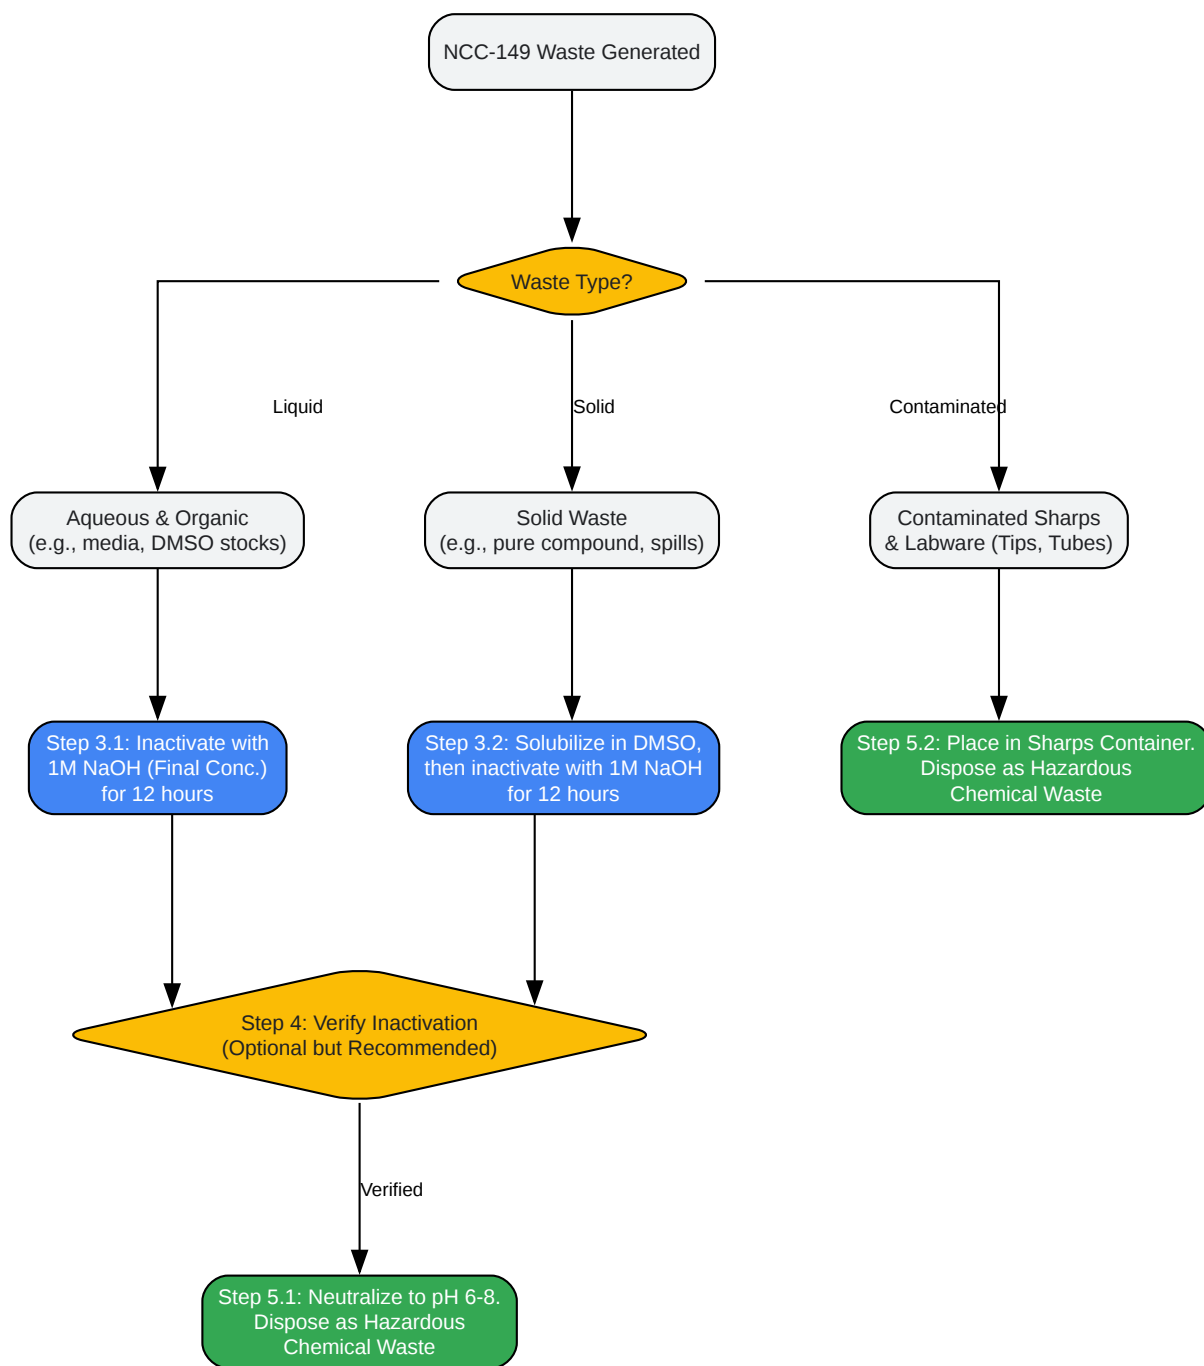 NCC-149 Waste Generated
Waste Type?
Liquid
Solid
Contaminated
Aqueous & Organic
(e.g., media, DMSO stocks)
Solid Waste
(e.g., pure compound, spills)
Contaminated Sharps
& Labware (Tips, Tubes)
Step 3.1: Inactivate with
1M NaOH (Final Conc.)
for 12 hours
Step 3.2: Solubilize in DMSO,
then inactivate with 1M NaOH
for 12 hours
Step 5.2: Place in Sharps Container.
Dispose as Hazardous
Chemical Waste
Step 4: Verify Inactivation
(Optional but Recommended)
Verified
Step 5.1: Neutralize to pH 6-8.
Dispose as Hazardous
Chemical Waste